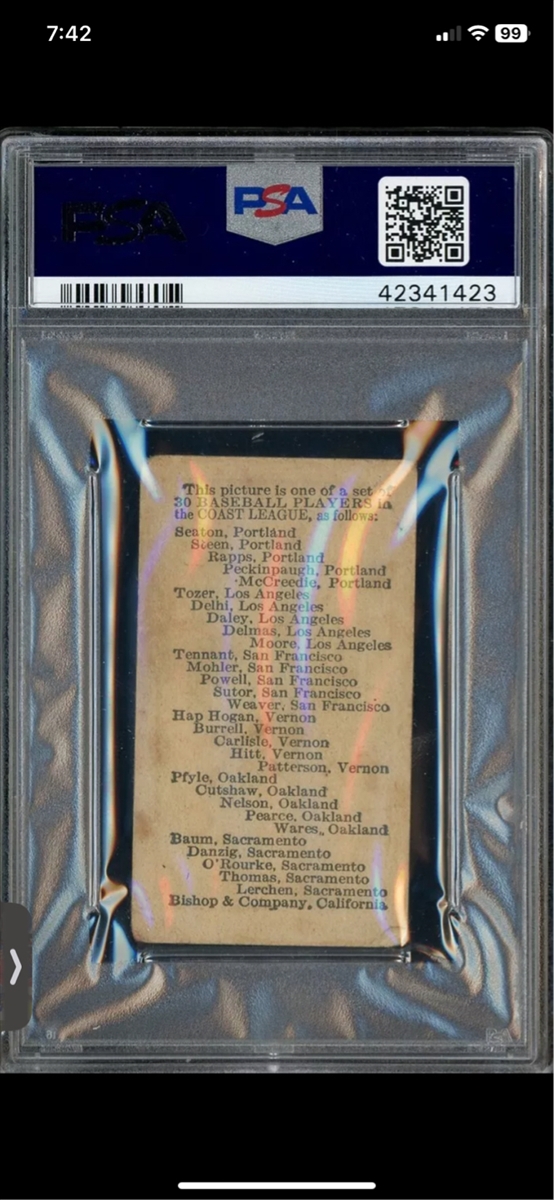 7:42
99
PSA
PSA
42341423
This picture is one of a set of
30 BASEBALL PLAYERS in
the COAST LEAGUE, as follows:
Seaton, Portland
Steen, Portland
Rapps, Portland
Peckinpaugh, Portland
McCreedie, Portland
Tozer, Los Angeles
Delhi, Los Angeles
Daley, Los Angeles
Delmas, Los Angeles
Moore, Los Angeles
Tennant, San Francisco
Mohler, San Francisco
Powell, San Francisco
Sutor, San Francisco
Weaver, San Francisco
Hap Hogan, Vernon
Burrell, Vernon
Carlisle, Vernon
Hitt, Vernon
Patterson, Vernon
Pfyle, Oakland
Cutshaw, Oakland
Nelson, Oakland
Pearce, Oakland
Wares, Oakland
Baum, Sacramento
Danzig, Sacramento
O'Rourke, Sacramento
Thomas, Sacramento
Lerchen, Sacramento
Bishop & Company, California